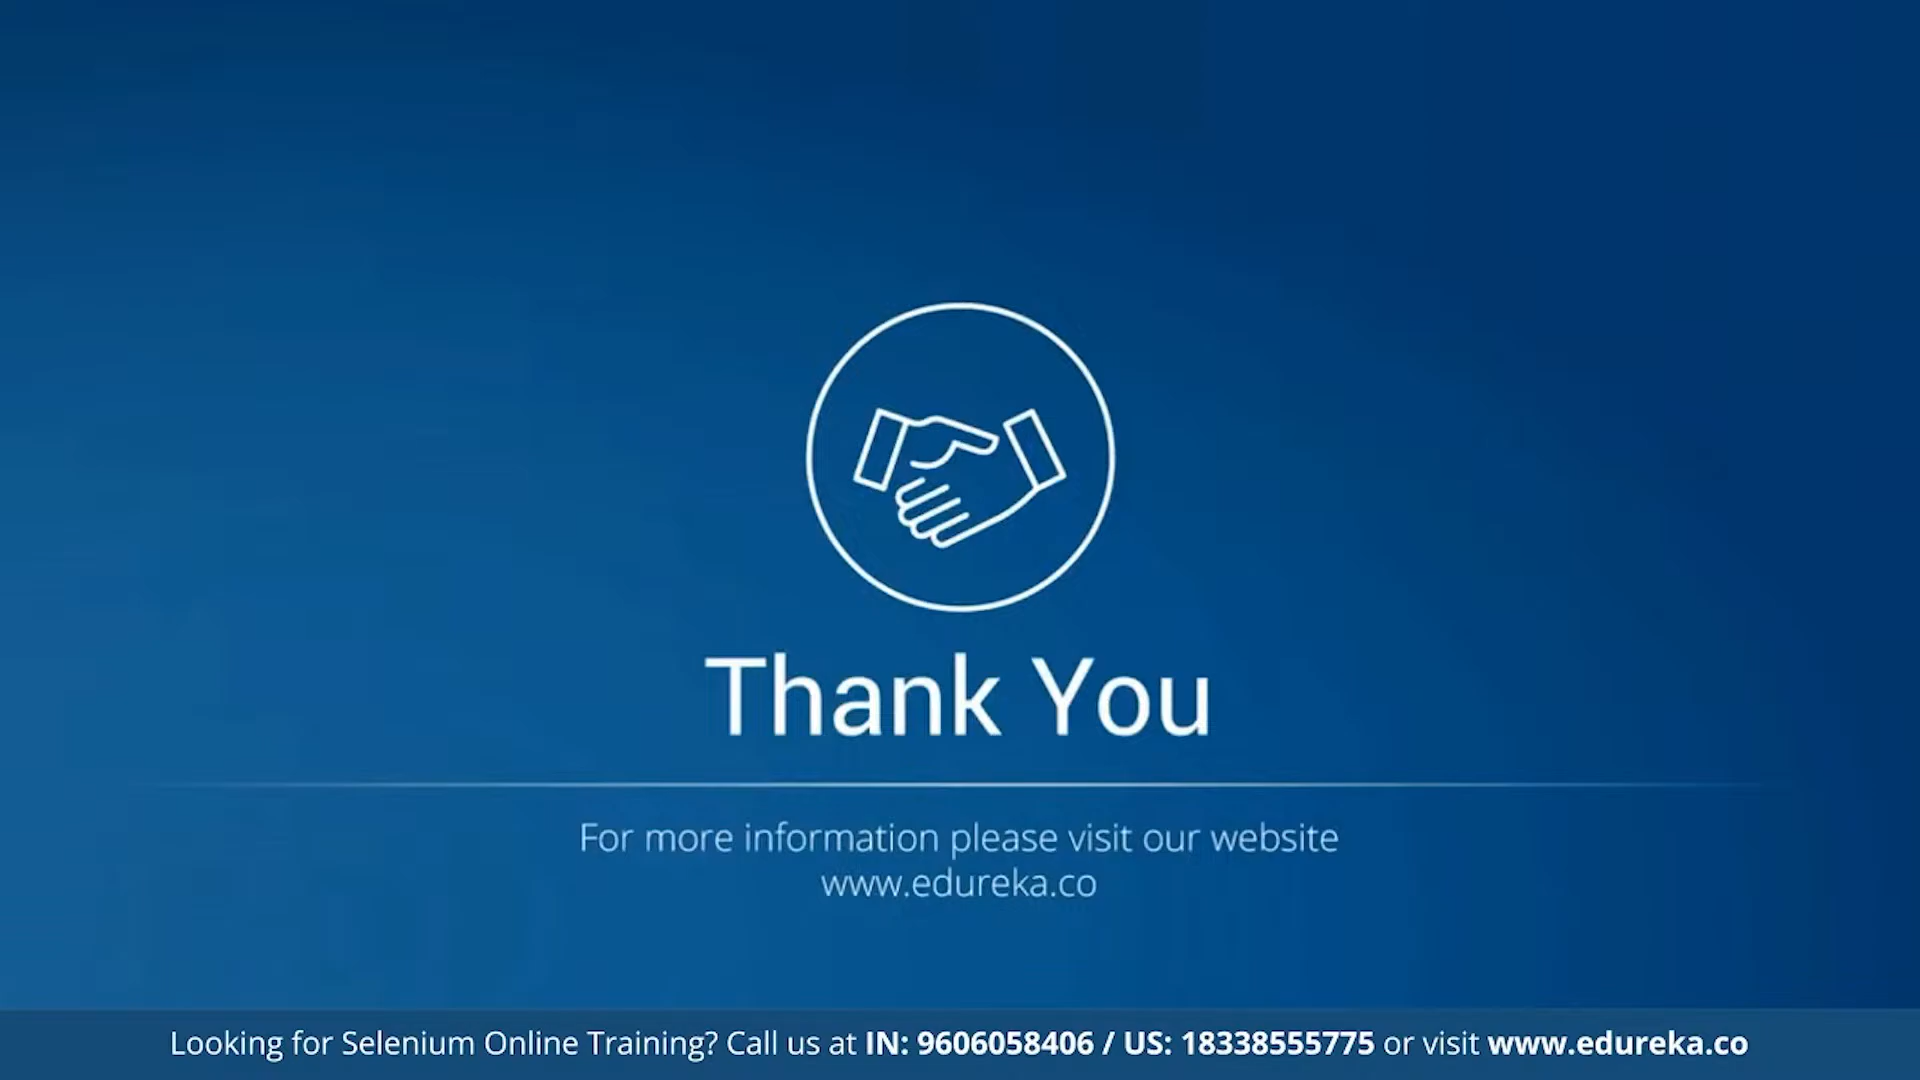 Thank You
For more information please visit our website
www.edureka.co
Looking for Selenium Online Training? Call us at IN: 9606058406 / US: 18338555775 or visit www.edureka.co